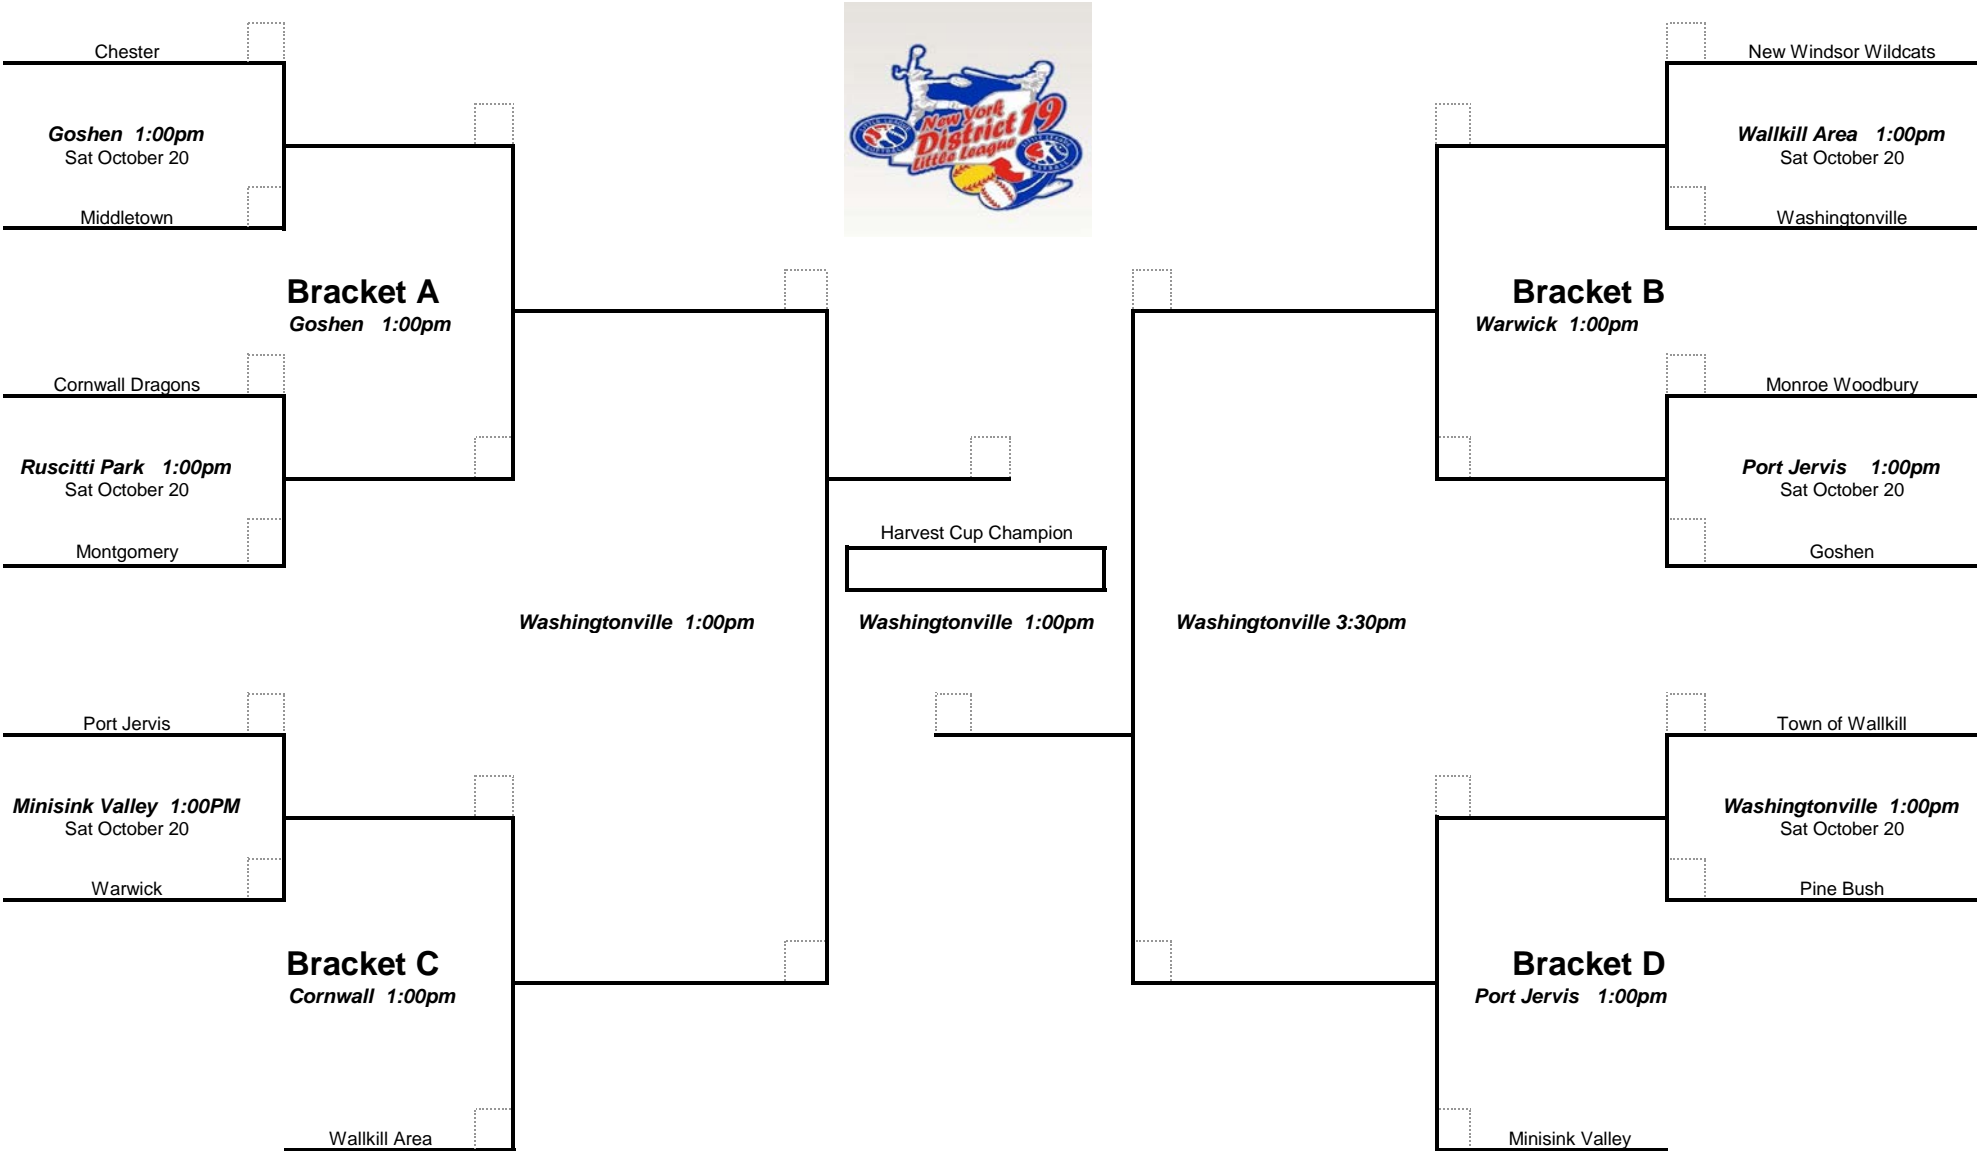 Chester
Goshen 1:00pm
Sat October 20
Middletown
Bracket A
Goshen 1:00pm
Cornwall Dragons
Ruscitti Park 1:00pm
Sat October 20
Montgomery
Port Jervis
Minisink Valley 1:00PM
Sat October 20
Warwick
Bracket C
Cornwall 1:00pm
Wallkill Area
Washingtonville 1:00pm
New York
District 19
Little League
Harvest Cup Champion
Washingtonville 1:00pm
Washingtonville 3:30pm
New Windsor Wildcats
Wallkill Area 1:00pm
Sat October 20
Washingtonville
Bracket B
Warwick 1:00pm
Monroe Woodbury
Port Jervis 1:00pm
Sat October 20
Goshen
Town of Wallkill
Washingtonville 1:00pm
Sat October 20
Pine Bush
Bracket D
Port Jervis 1:00pm
Minisink Valley